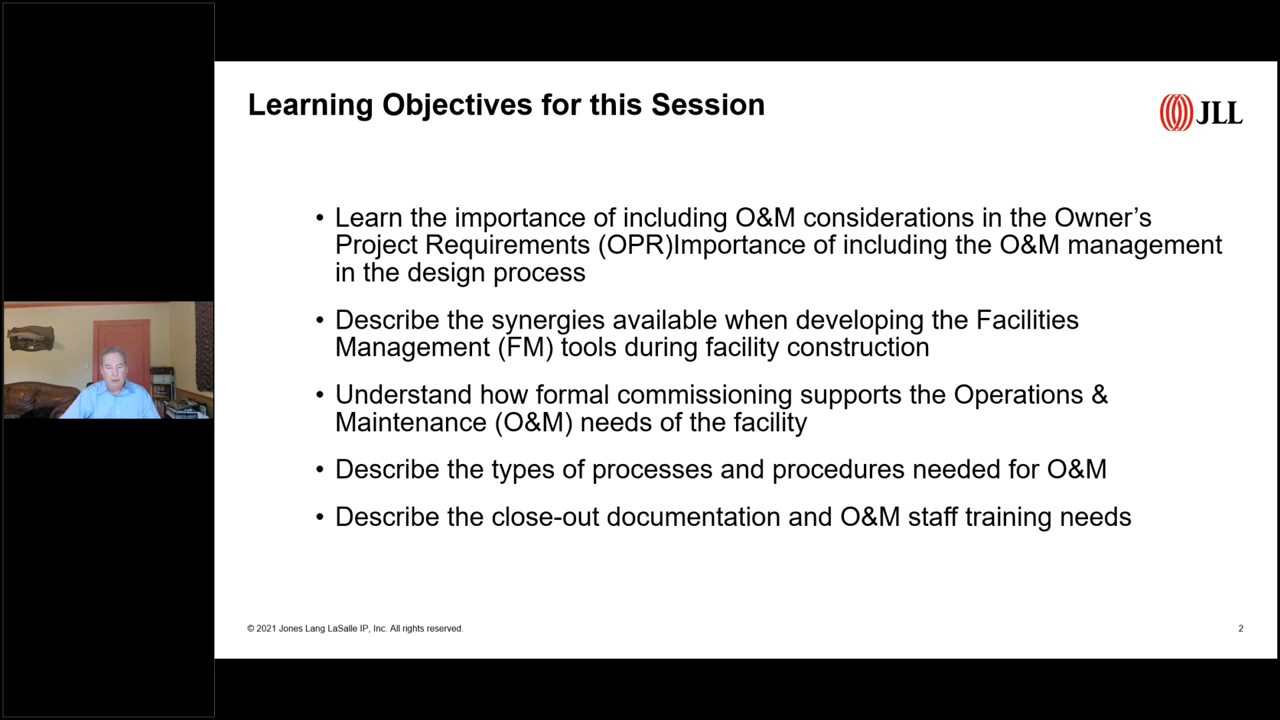 Learning Objectives for this Session
JLL
• Learn the importance of including O&M considerations in the Owner’s
Project Requirements (OPR)Importance of including the O&M management
in the design process
• Describe the synergies available when developing the Facilities
Management (FM) tools during facility construction
• Understand how formal commissioning supports the Operations &
Maintenance (O&M) needs of the facility
• Describe the types of processes and procedures needed for O&M
• Describe the close-out documentation and O&M staff training needs
© 2021 Jones Lang LaSalle IP, Inc. All rights reserved.
2